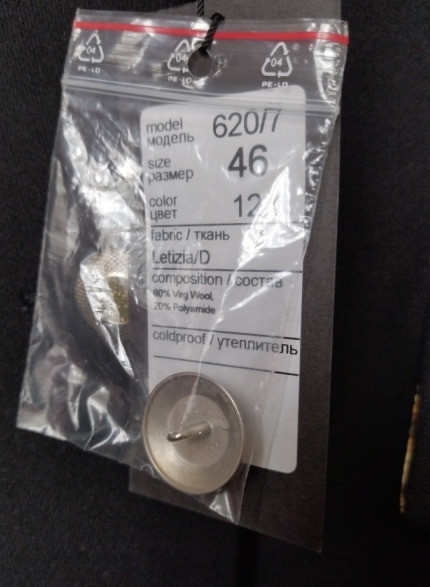 04 04 04
PE-LD PE-LD PE-LD
model 620/7
модель
size 46
размер
color 12
цвет
fabric / ткань
Letizia/D
composition / состав
80% Virg Wool,
20% Polyamide
coldproof / утеплитель